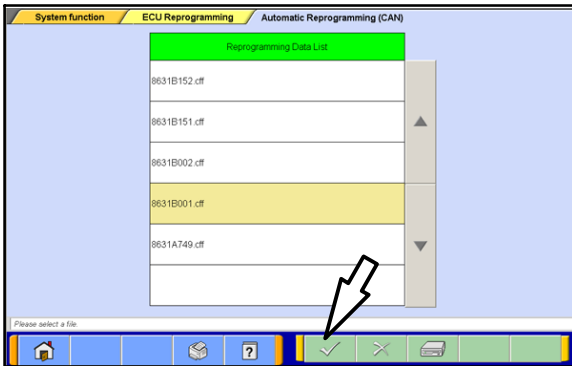 System function ECU Reprogramming Automatic Reprogramming (CAN)
Reprogramming Data List
8631B152.cff
8631B151.cff
8631B002.cff
8631B001.cff
8631A749.cff
Please select a file.
?